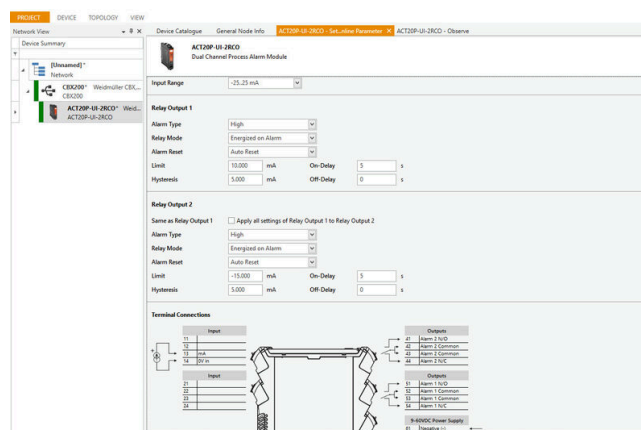 PROJECT DEVICE TOPOLOGY VIEW
Network View
Device Catalogue General Node Info ACT20P-UI-2RCO - Set...nline Parameter × ACT20P-UI-2RCO - Observe
Device Summary
ACT20P-UI-2RCO
Dual Channel Process Alarm Module
[Unnamed]*
Network
CBX200* Weidmüller CBX,...
CBX200
ACT20P-UI-2RCO* Weid...
ACT20P-UI-2RCO
Input Range -25..25 mA
Relay Output 1
Alarm Type High
Relay Mode Energized on Alarm
Alarm Reset Auto Reset
Limit 10.000 mA On-Delay 5 s
Hysteresis 5.000 mA Off-Delay 0 s
Relay Output 2
Same as Relay Output 1 Apply all settings of Relay Output 1 to Relay Output 2
Alarm Type High
Relay Mode Energized on Alarm
Alarm Reset Auto Reset
Limit -15.000 mA On-Delay 5 s
Hysteresis 5.000 mA Off-Delay 0 s
Terminal Connections
Input
11
12
13 mA
14 0V in
Input
21
22
23
24
Outputs
41 Alarm 2 N/O
42 Alarm 2 Common
43 Alarm 2 Common
44 Alarm 2 N/C
Outputs
51 Alarm 1 N/O
52 Alarm 1 Common
53 Alarm 1 Common
54 Alarm 1 N/C
9-60VDC Power Supply
81 Negative (-)